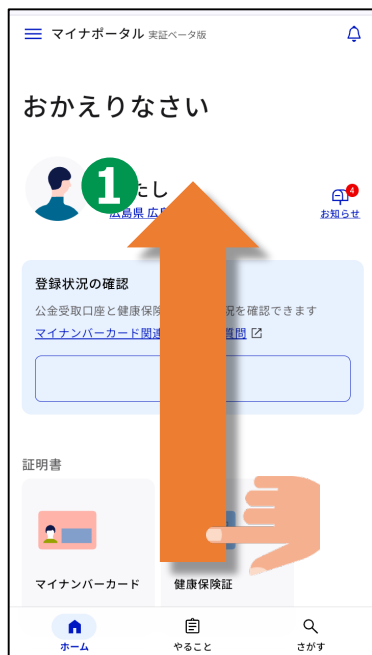 マイナポータル 実証ベータ版
おかえりなさい
1
たし
広島県 広
4
お知らせ
登録状況の確認
公金受取口座と健康保険 況を確認できます
マイナンバーカード関連 質問
証明書
マイナンバーカード
健康保険証
ホーム
やること
さがす